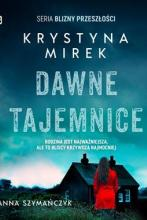 SERIA BLIZNY PRZESZŁOŚCI
KRYSTYNA
MIREK
DAWNE
TAJEMNICE
RODZINA JEST NAJWAŻNIEJSZA,
ALE TO BLISCY KRZYWDZĄ NAJMOCNIEJ
ANNA SZYMAŃCZYK